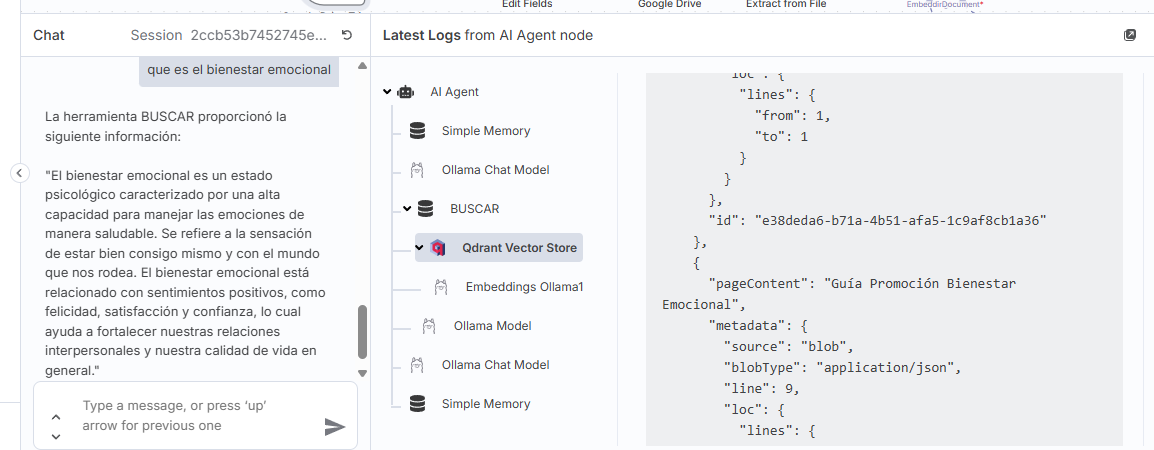 Edit Fields
Google Drive
Extract from File
EmbeddirDocument*
Chat
Session 2ccb53b7452745e...
Latest Logs from AI Agent node
que es el bienestar emocional
La herramienta BUSCAR proporcionó la
siguiente información:
"El bienestar emocional es un estado
psicológico caracterizado por una alta
capacidad para manejar las emociones de
manera saludable. Se refiere a la sensación
de estar bien consigo mismo y con el mundo
que nos rodea. El bienestar emocional está
relacionado con sentimientos positivos, como
felicidad, satisfacción y confianza, lo cual
ayuda a fortalecer nuestras relaciones
interpersonales y nuestra calidad de vida en
general."
Type a message, or press ‘up’
arrow for previous one
AI Agent
Simple Memory
Ollama Chat Model
BUSCAR
Qdrant Vector Store
Embeddings Ollama1
Ollama Model
Ollama Chat Model
Simple Memory
"loc": {
"lines": {
"from": 1,
"to": 1
}
}
},
"id": "e38deda6-b71a-4b51-afa5-1c9af8cb1a36"
},
{
"pageContent": "Guía Promoción Bienestar
Emocional",
"metadata": {
"source": "blob",
"blobType": "application/json",
"line": 9,
"loc": {
"lines": {